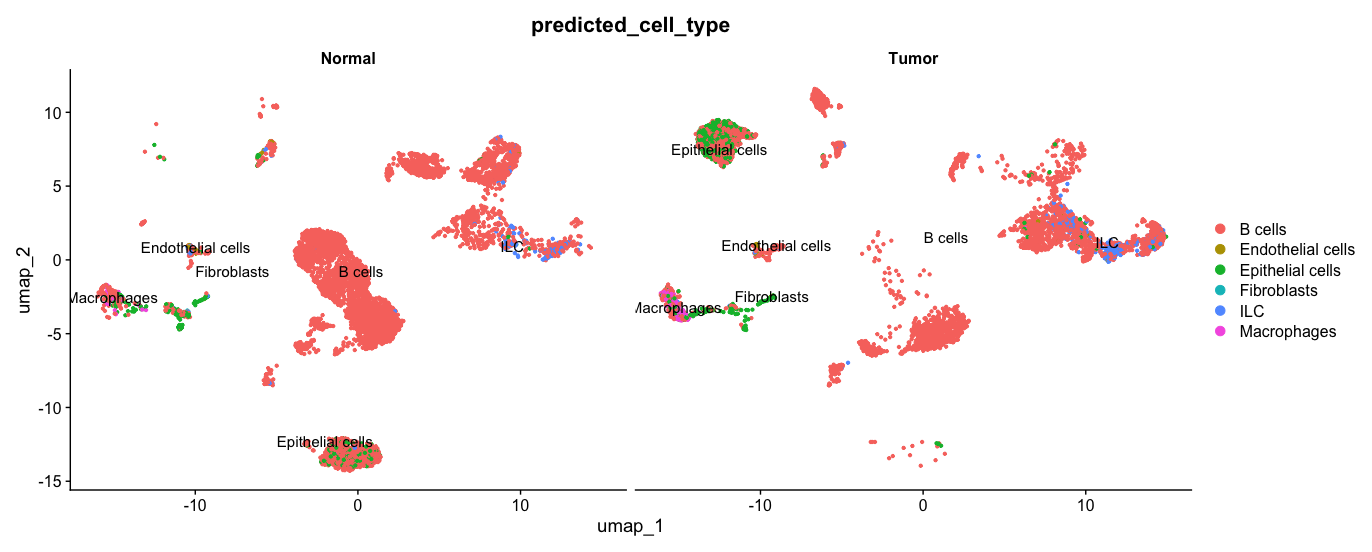 predicted_cell_type
Normal
Tumor
10
5
0
-5
-10
-15
umap_2
Endothelial cells
Fibroblasts
B cells
Macrophages
ILC
Epithelial cells
Epithelial cells
Endothelial cells
B cells
ILC
Fibroblasts
Macrophages
-10
0
10
-10
0
10
umap_1
B cells
Endothelial cells
Epithelial cells
Fibroblasts
ILC
Macrophages